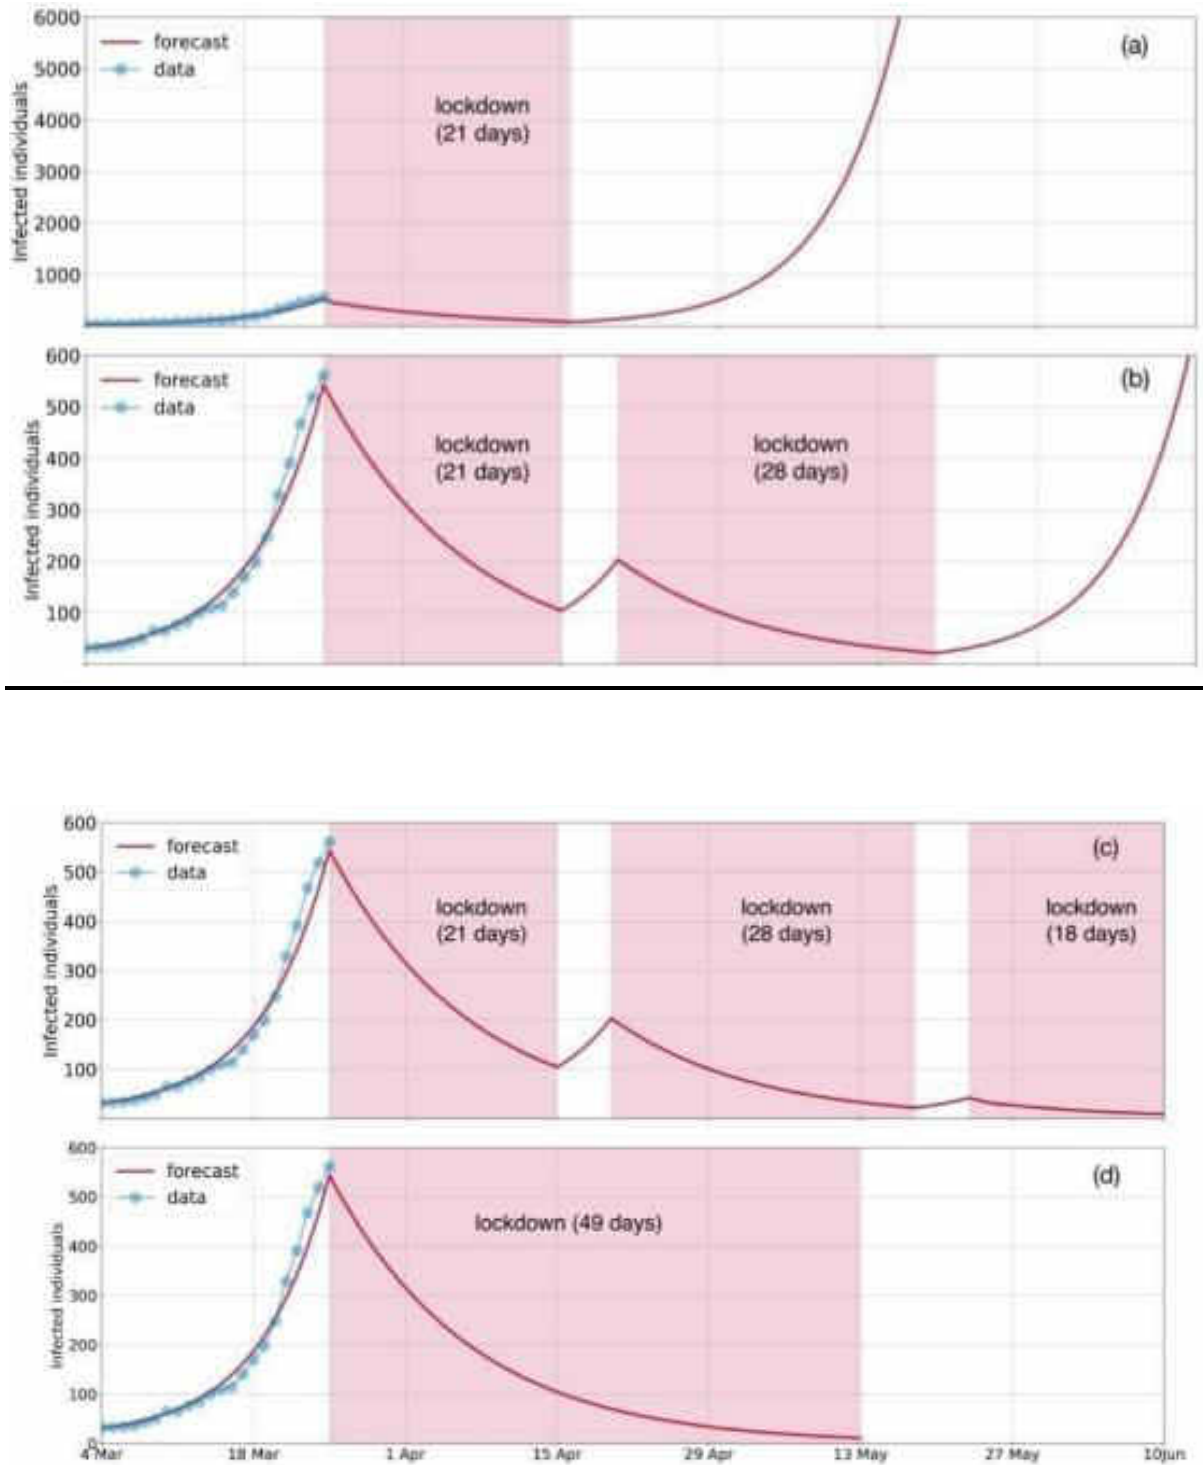 6000
forecast
data
(a)
5000
lockdown
(21 days)
4000
3000
2000
1000
Infected individuals
600
forecast
data
(b)
500
lockdown
(21 days)
lockdown
(28 days)
400
300
200
100
Infected individuals
600
forecast
data
(c)
500
lockdown
(21 days)
lockdown
(28 days)
lockdown
(18 days)
400
300
200
100
Infected individuals
600
forecast
data
(d)
500
lockdown (49 days)
400
300
200
100
0
infected individuals
4 Mar 18 Mar 1 Apr 15 Apr 29 Apr 13 May 27 May 10Jun